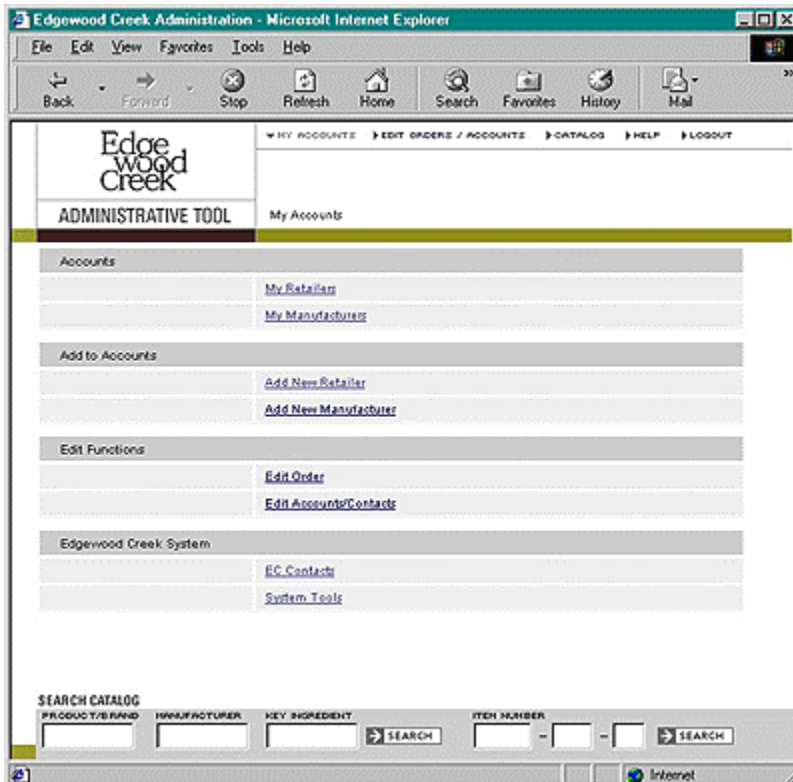 Edgewood Creek Administration - Microsoft Internet Explorer
File Edit View Favorites Tools Help
Back Forward Stop Refresh Home Search Favorites History Mail
MY ACCOUNTS EDIT ORDERS / ACCOUNTS CATALOG HELP LOGOUT
Edge
wood
Creek
ADMINISTRATIVE TOOL
My Accounts
Accounts
My Retailers
My Manufacturers
Add to Accounts
Add New Retailer
Add New Manufacturer
Edit Functions
Edit Order
Edit Accounts/Contacts
Edgewood Creek System
EC Contacts
System Tools
SEARCH CATALOG
PRODUCT/BRAND MANUFACTURER KEY INGREDIENT ITEM NUMBER
SEARCH - - SEARCH
Internet